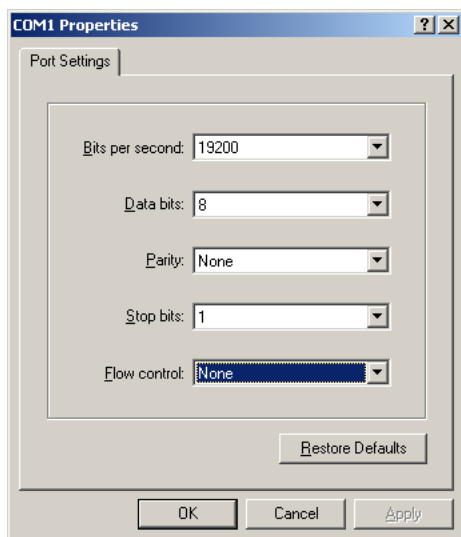 COM1 Properties
Port Settings
Bits per second: 19200
Data bits: 8
Parity: None
Stop bits: 1
Flow control: None
Restore Defaults
OK Cancel Apply